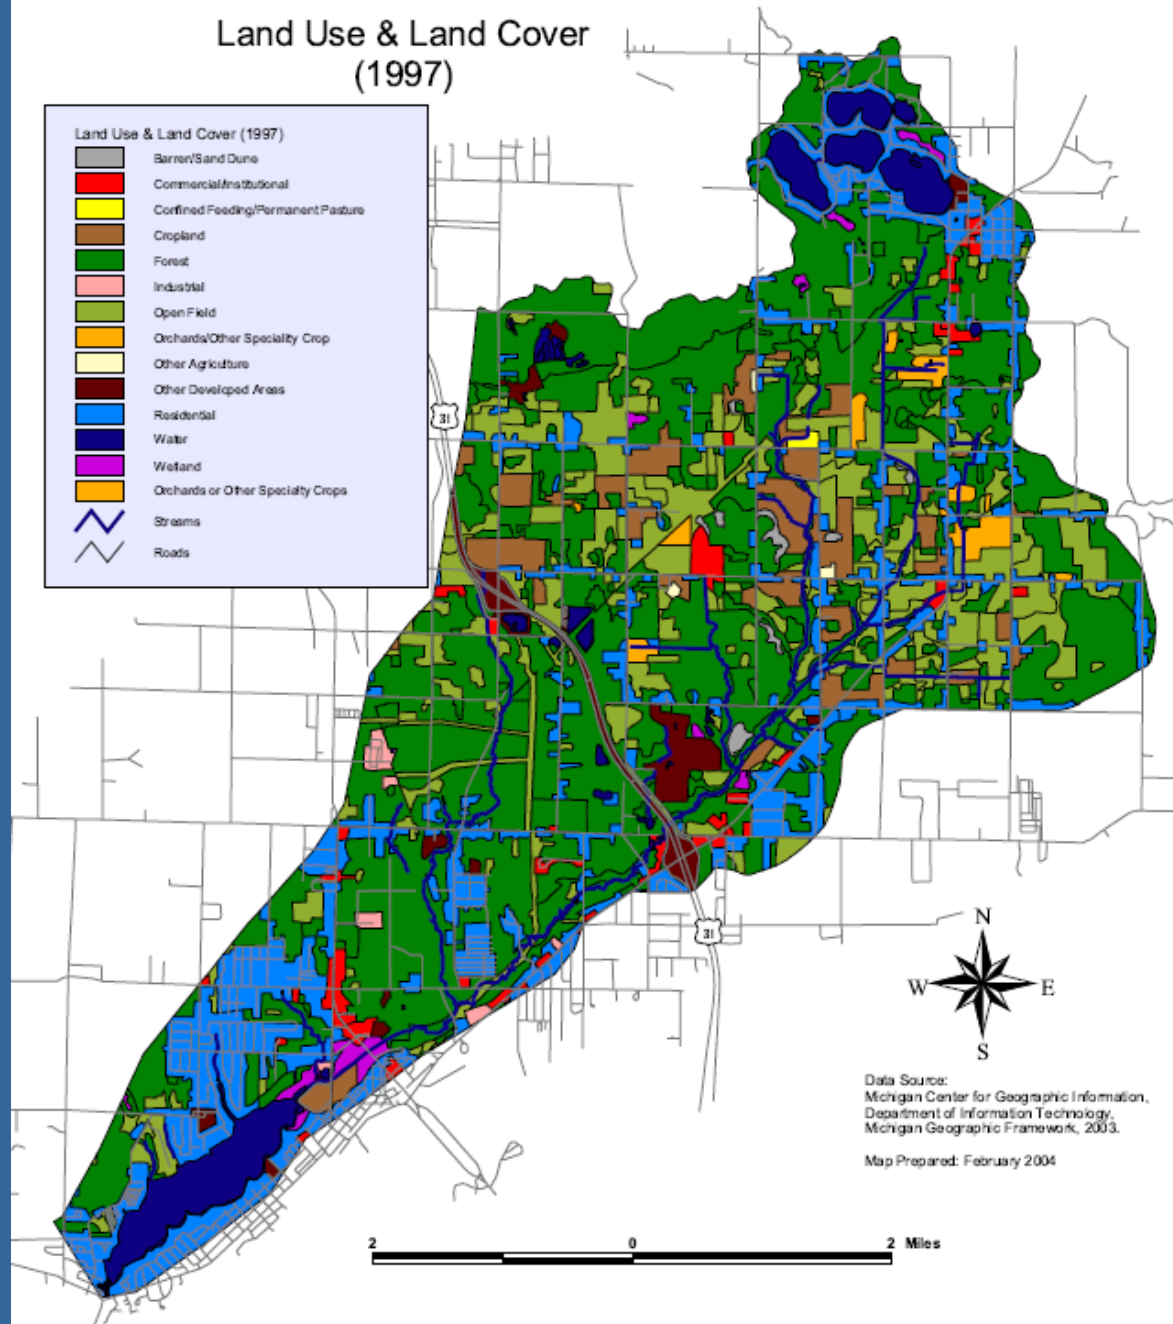 Land Use & Land Cover
(1997)
Land Use & Land Cover (1997)
Barren/Sand Dune
Commercial/Institutional
Confined Feeding/Permanent Pasture
Cropland
Forest
Industrial
Open Field
Orchards/Other Speciality Crop
Other Agriculture
Other Developed Areas
Residential
Water
Wetland
Orchards or Other Specialty Crops
Streams
Roads
31
31
N
W E
S
Data Source:
Michigan Center for Geographic Information,
Department of Information Technology,
Michigan Geographic Framework, 2003.
Map Prepared: February 2004
2 0 2 Miles